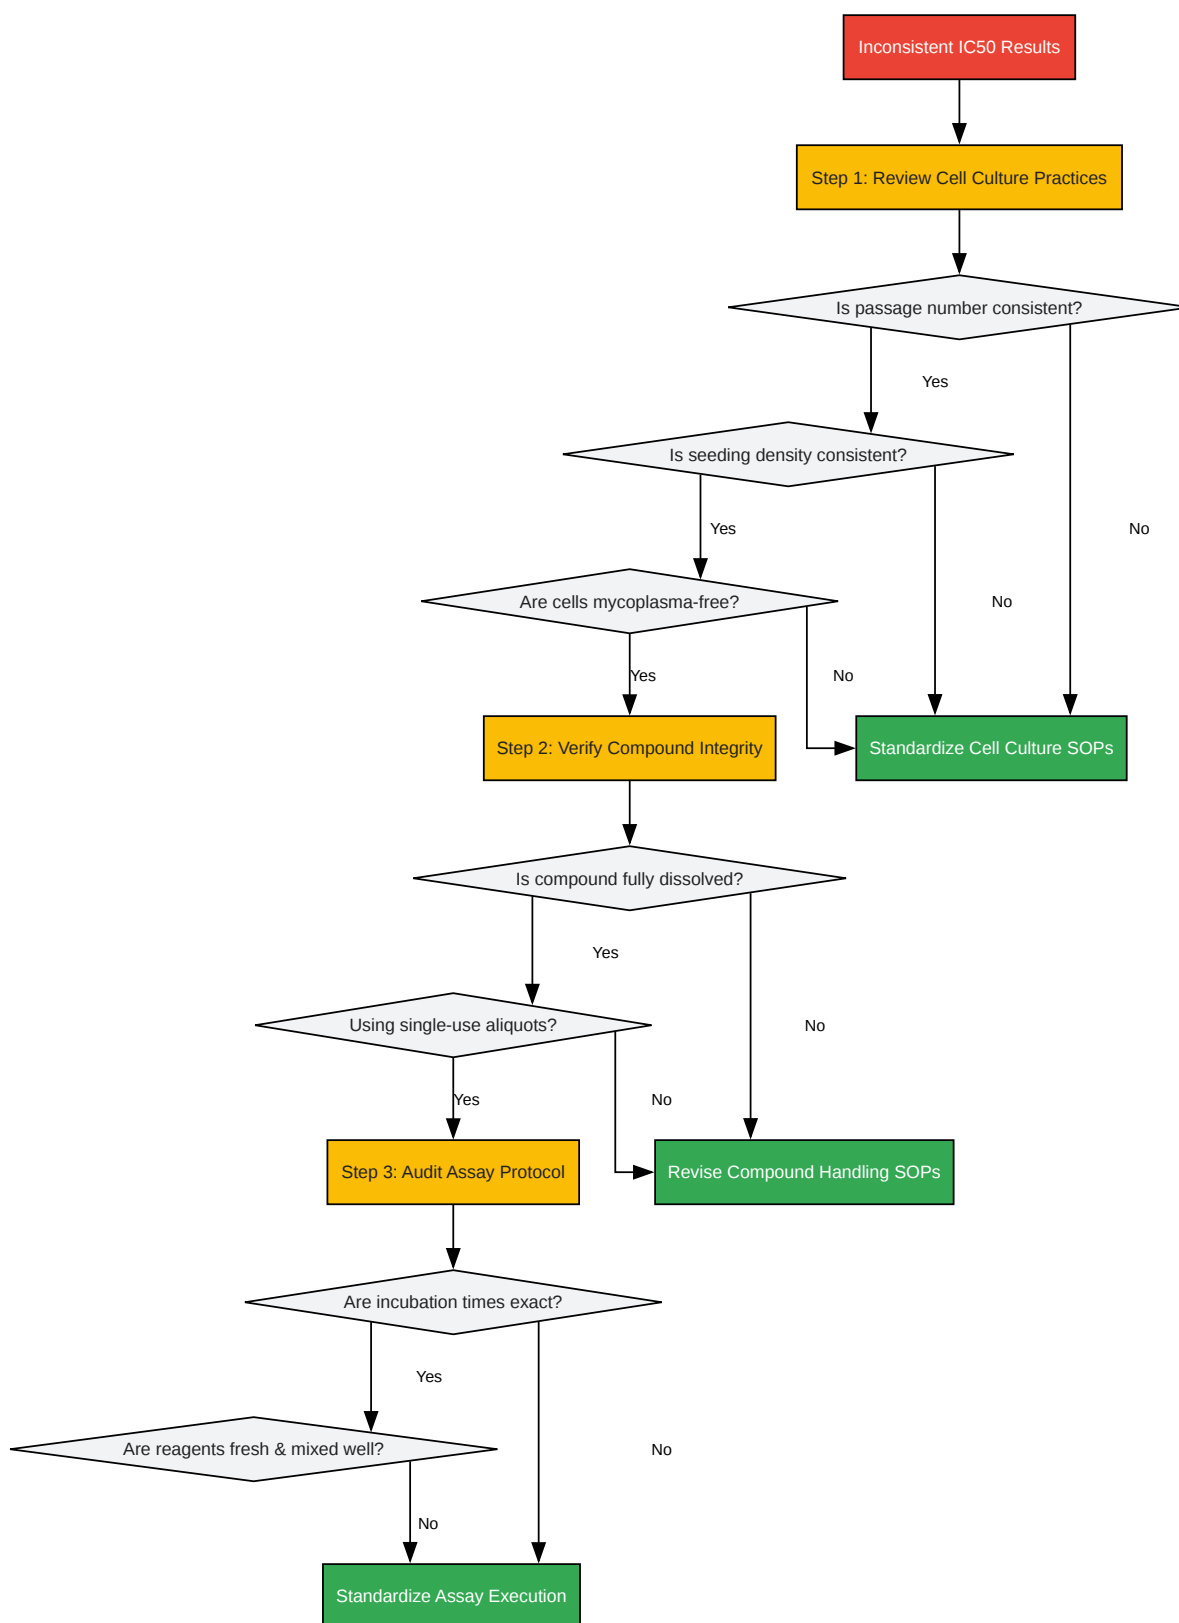 Inconsistent IC50 Results
Step 1: Review Cell Culture Practices
Is passage number consistent?
Yes
Is seeding density consistent?
Yes
No
Are cells mycoplasma-free?
No
Yes
No
Step 2: Verify Compound Integrity
Standardize Cell Culture SOPs
Is compound fully dissolved?
Yes
Using single-use aliquots?
No
Yes
No
Step 3: Audit Assay Protocol
Revise Compound Handling SOPs
Are incubation times exact?
Yes
Are reagents fresh & mixed well?
No
No
Standardize Assay Execution